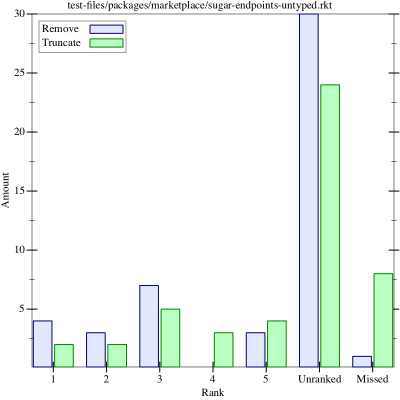 test-files/packages/marketplace/sugar-endpoints-untyped.rkt
Remove
Truncate
30
25
20
15
10
5
Amount
1 2 3 4 5 Unranked Missed
Rank